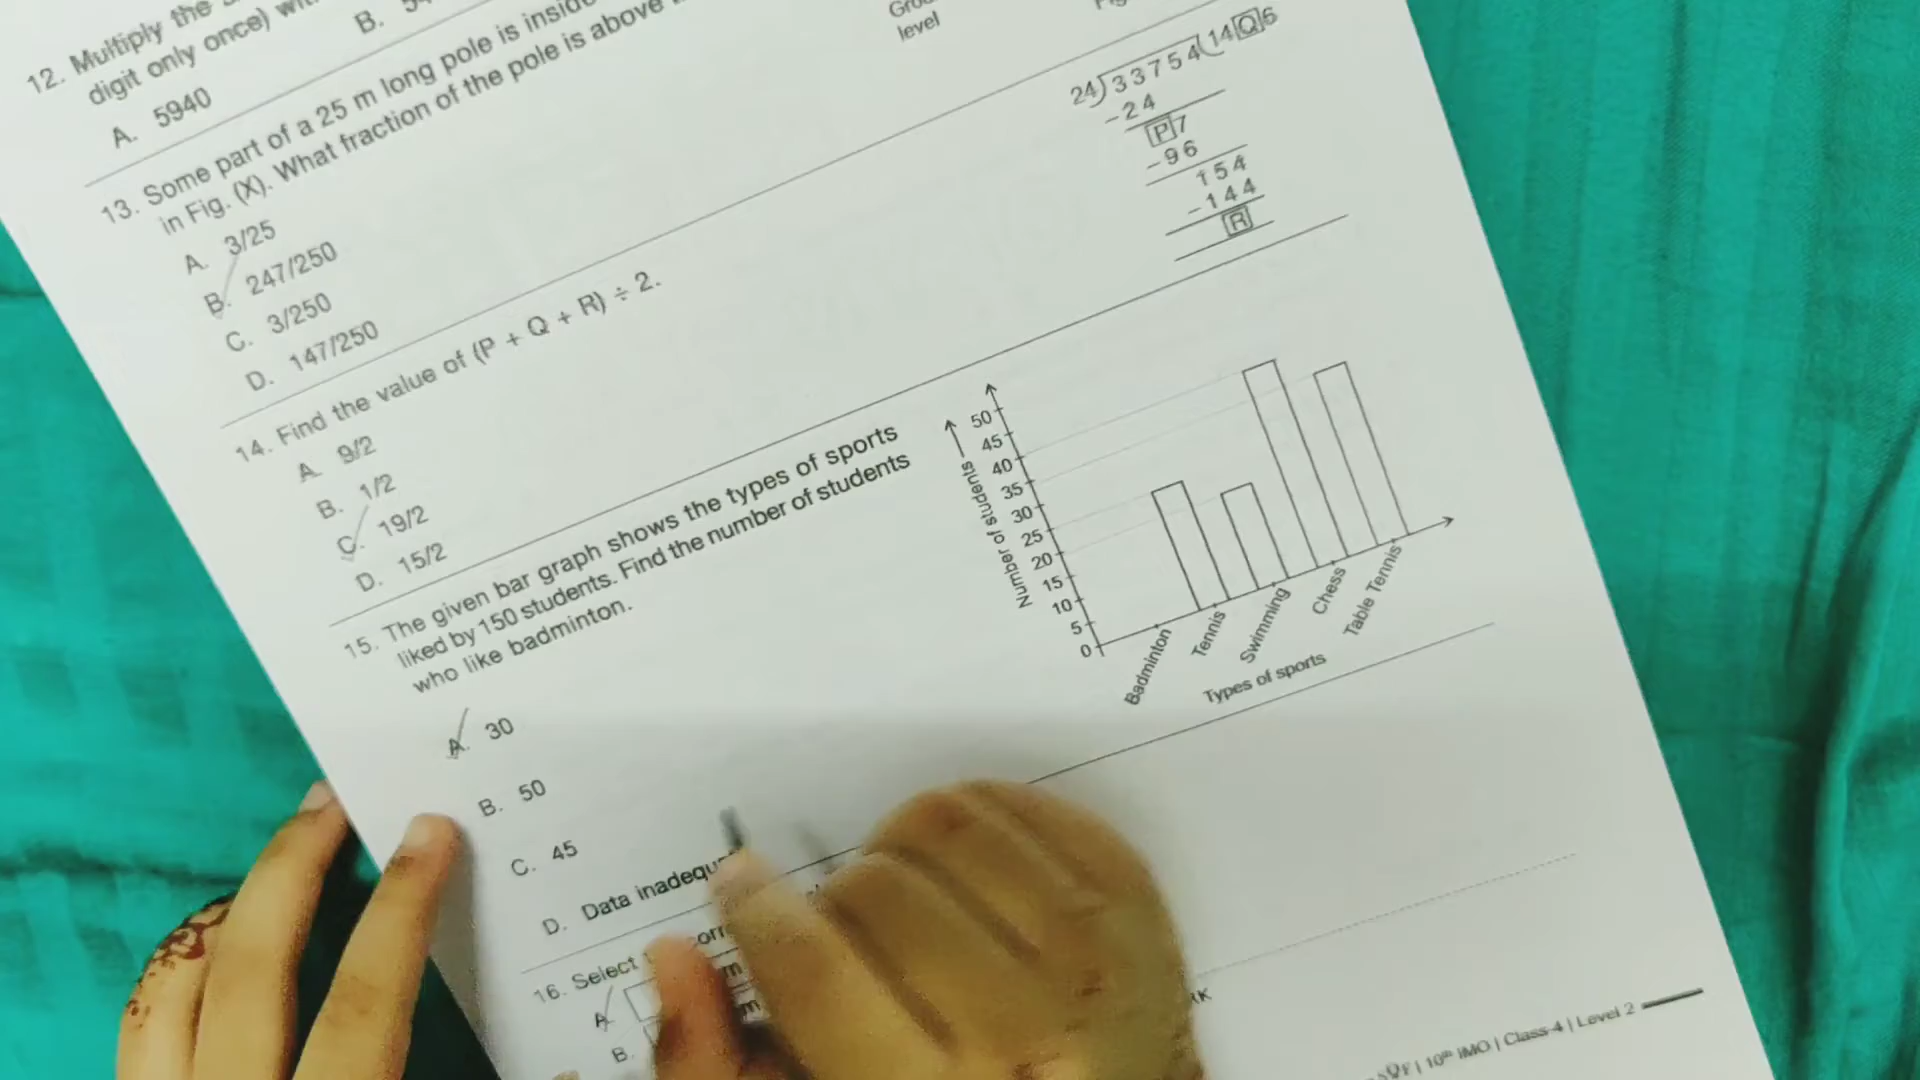 12. Multiply the
digit only once)
A. 5940
B.
13. Some part of a 25 m long pole is inside
in Fig. (X). What fraction of the pole is above
A. 3/25
B. 247/250
C. 3/250
D. 147/250
level
14. Find the value of (P + Q + R) ÷ 2.
A. 9/2
B. 1/2
C. 19/2
D. 15/2
24)33754(14Q6
-24
P7
-96
154
-144
R
15. The given bar graph shows the types of sports
liked by 150 students. Find the number of students
who like badminton.
A. 30
B. 50
C. 45
D. Data
Number of students
50
45
40
35
30
25
20
15
10
5
0
Badminton
Tennis
Swimming
Chess
Table Tennis
Types of sports
16. Select
A.
B.
10th IMO | Class-4 | Level 2